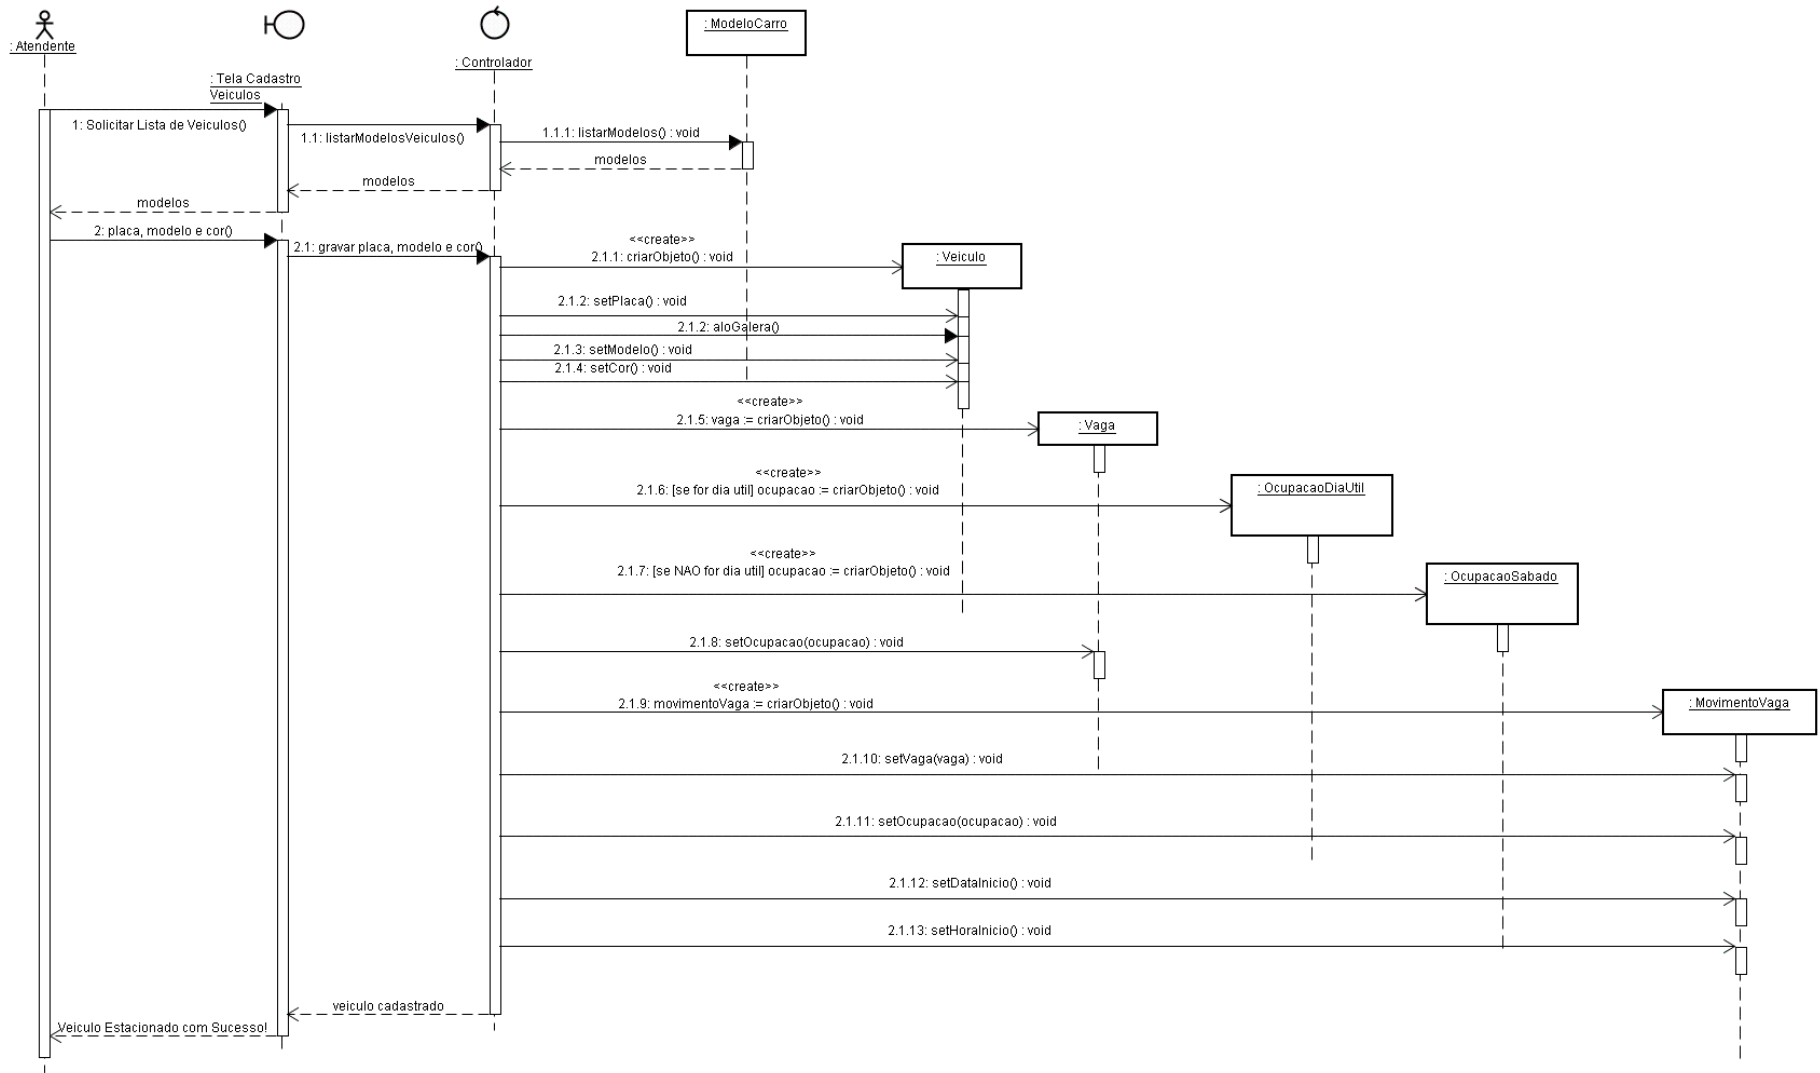 : Atendente
: Tela Cadastro
Veiculos
: Controlador
: ModeloCarro
1: Solicitar Lista de Veiculos()
1.1: listarModelosVeiculos()
1.1.1: listarModelos() : void
modelos
modelos
modelos
2: placa, modelo e cor()
2.1: gravar placa, modelo e cor()
<<create>>
2.1.1: criarObjeto() : void
: Veiculo
2.1.2: setPlaca() : void
2.1.2: aloGalera()
2.1.3: setModelo() : void
2.1.4: setCor() : void
<<create>>
2.1.5: vaga := criarObjeto() : void
: Vaga
<<create>>
2.1.6: [se for dia util] ocupacao := criarObjeto() : void
: OcupacaoDiaUtil
<<create>>
2.1.7: [se NAO for dia util] ocupacao := criarObjeto() : void
: OcupacaoSabado
2.1.8: setOcupacao(ocupacao) : void
<<create>>
2.1.9: movimentoVaga := criarObjeto() : void
: MovimentoVaga
2.1.10: setVaga(vaga) : void
2.1.11: setOcupacao(ocupacao) : void
2.1.12: setDataInicio() : void
2.1.13: setHoraInicio() : void
veiculo cadastrado
Veiculo Estacionado com Sucesso!